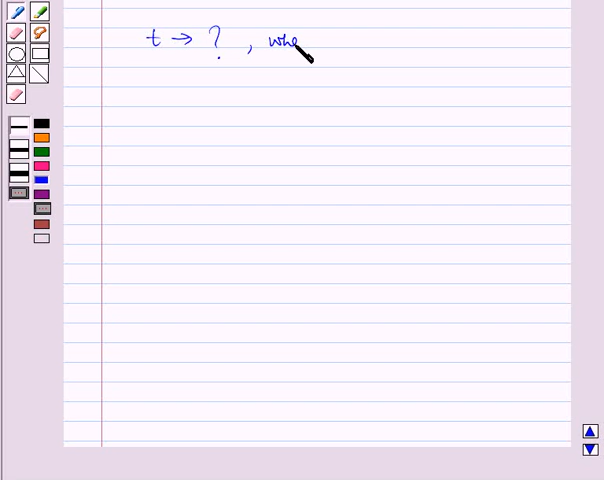 t → ? , whe